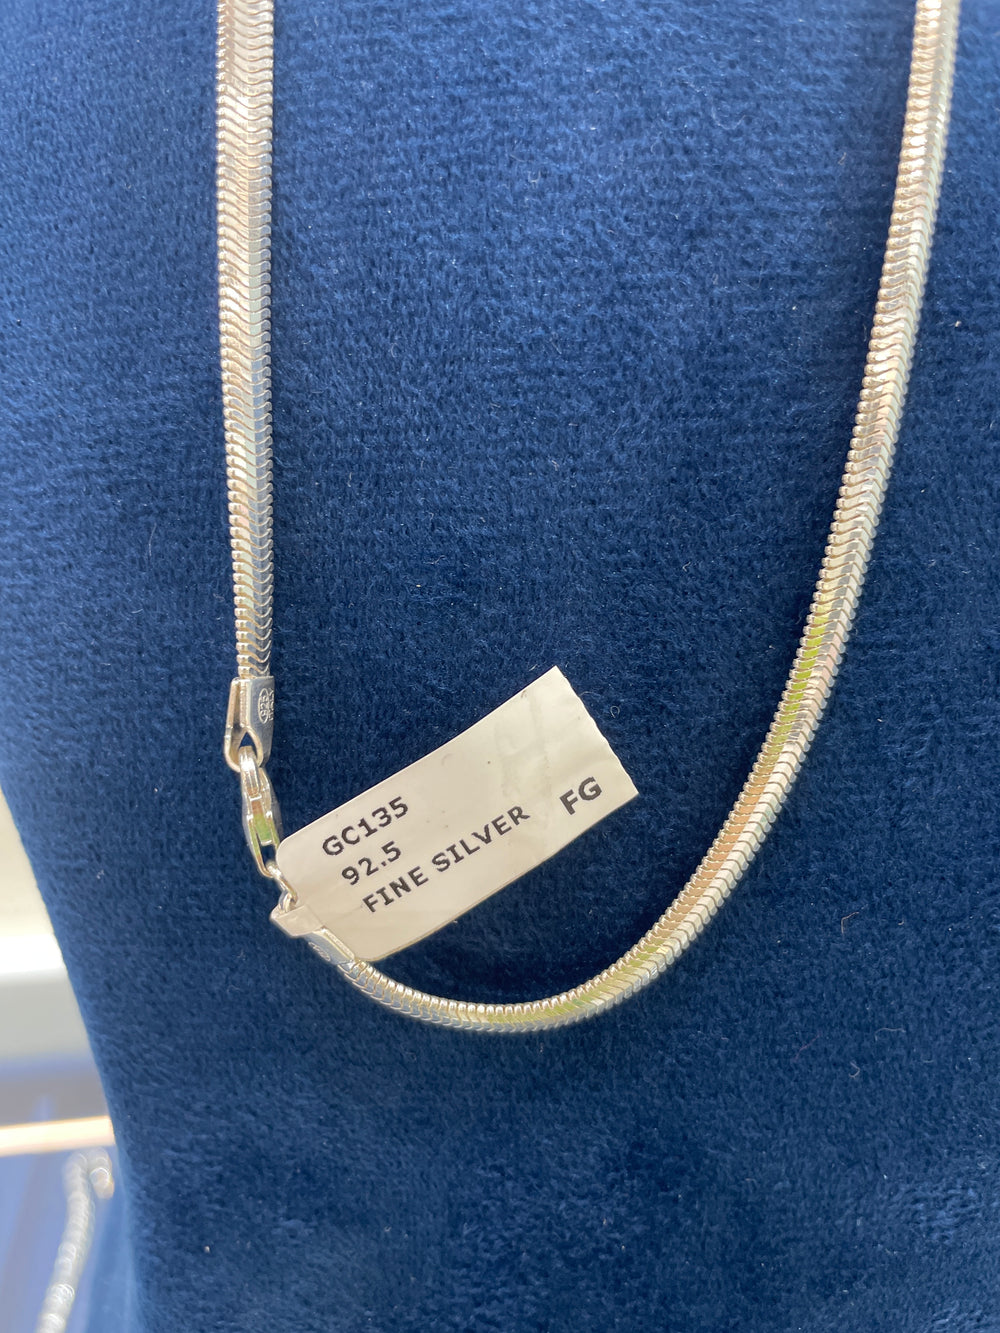 GC135
92.5
FINE SILVER FG